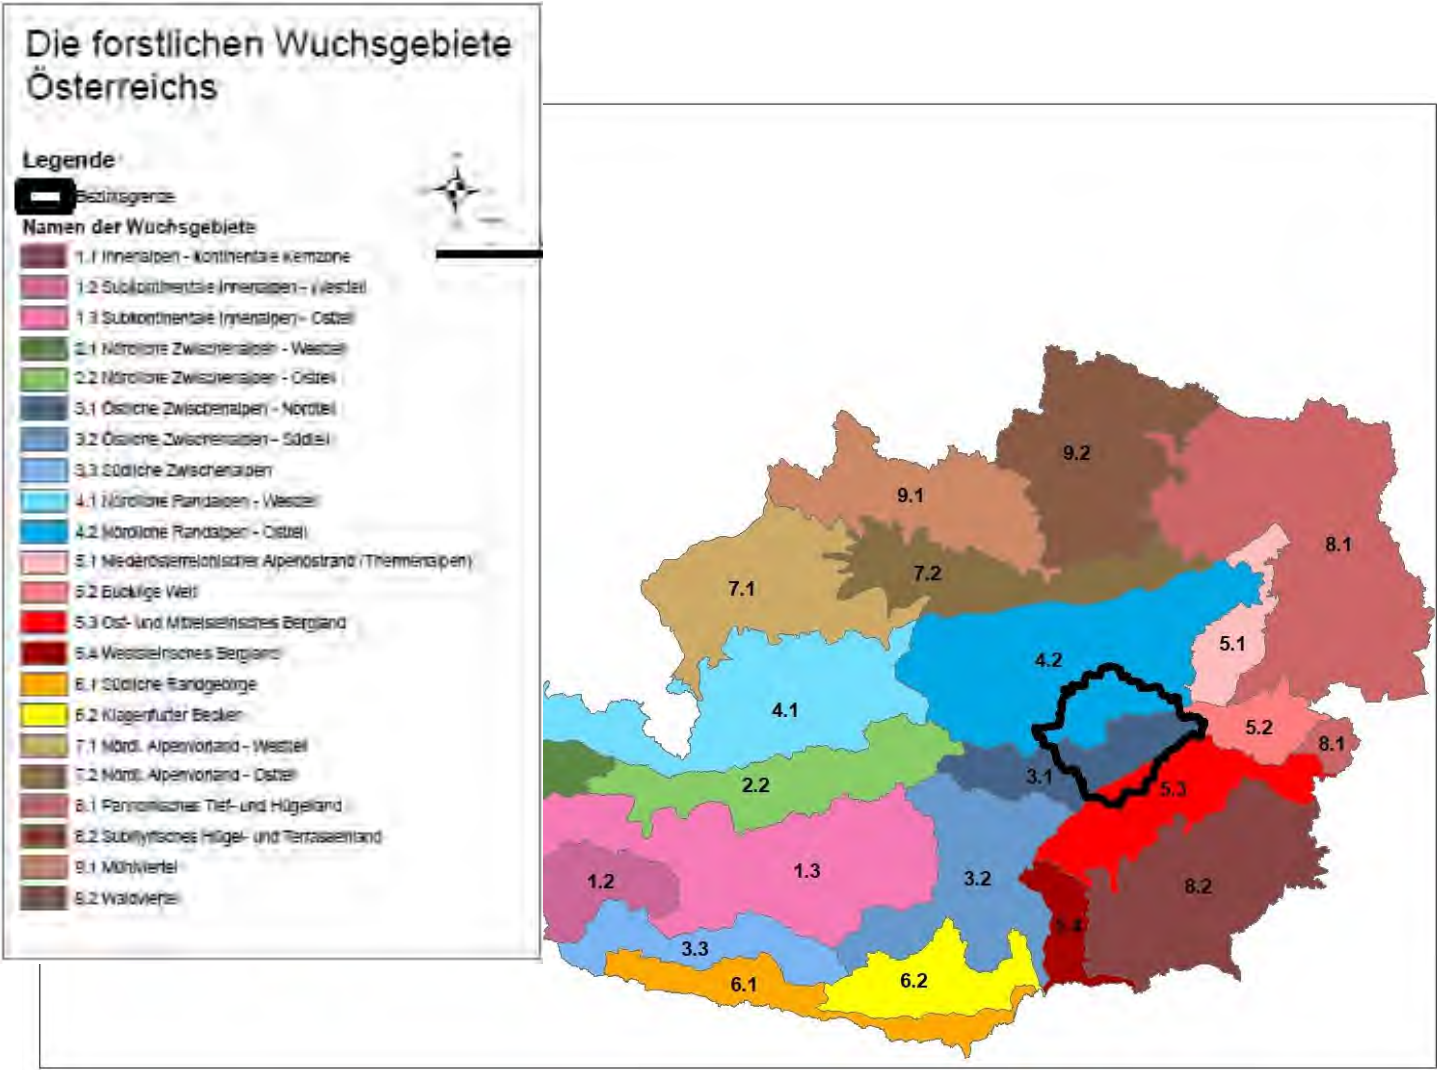 Die forstlichen Wuchsgebiete
Österreichs
Legende
Bezirksgrenze
Namen der Wuchsgebiete
1.1 Innenalpen - kontinentale Kernzone
1.2 Subkontinentale Innenalpen - Westteil
1.3 Subkontinentale Innenalpen - Ostteil
2.1 Nördliche Zwischenalpen - Westteil
2.2 Nördliche Zwischenalpen - Ostteil
3.1 Östliche Zwischenalpen - Nordteil
3.2 Östliche Zwischenalpen - Südteil
3.3 Südliche Zwischenalpen
4.1 Nördliche Randalpen - Westteil
4.2 Nördliche Randalpen - Ostteil
5.1 Niederösterreichischer Alpenostrand (Thermenalpen)
5.2 Bucklige Welt
5.3 Ost- und Mittelsteirisches Bergland
5.4 Weststeirisches Bergland
6.1 Südliche Randgebirge
6.2 Klagenfurter Becken
7.1 Nördl. Alpenvorland - Westteil
7.2 Nördl. Alpenvorland - Ostteil
8.1 Pannonisches Tief- und Hügelland
8.2 Subillyrisches Hügel- und Terrassenland
9.1 Mühlviertel
9.2 Waldviertel
9.2
9.1
8.1
7.2
7.1
5.1
4.2
4.1
5.2
8.1
3.1
2.2
5.3
1.3
1.2
3.2
8.2
5.4
3.3
6.2
6.1